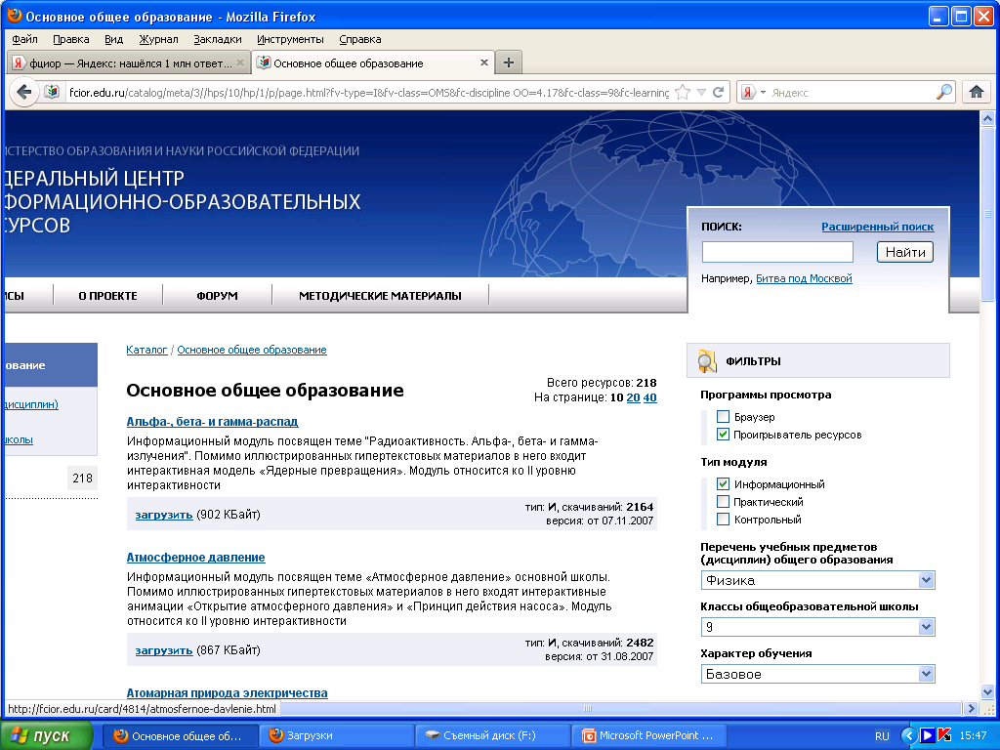 Основное общее образование - Mozilla Firefox
Файл Правка Вид Журнал Закладки Инструменты Справка
Я фциор — Яндекс: нашёлся 1 млн ответ... Основное общее образование
fcior.edu.ru/catalog/meta/3//hps/10/hp/1/p/page.html?fv-type=I&fv-class=OMS&fc-discipline OO=4.17&fc-class=9&fc-learning Я Яндекс
ИСТЕРСТВО ОБРАЗОВАНИЯ И НАУКИ РОССИЙСКОЙ ФЕДЕРАЦИИ
ДЕРАЛЬНЫЙ ЦЕНТР
ФОРМАЦИОННО-ОБРАЗОВАТЕЛЬНЫХ
СУРСОВ
ПОИСК: Расширенный поиск
Найти
Например, Битва под Москвой
ИСЫ О ПРОЕКТЕ ФОРУМ МЕТОДИЧЕСКИЕ МАТЕРИАЛЫ
ование
дисциплин)
школы
218
Каталог / Основное общее образование
Основное общее образование
Всего ресурсов: 218
На странице: 10 20 40
Альфа-, бета- и гамма-распад
Информационный модуль посвящен теме "Радиоактивность. Альфа-, бета- и гамма-
излучения". Помимо иллюстрированных гипертекстовых материалов в него входит
интерактивная модель «Ядерные превращения». Модуль относится ко II уровню
интерактивности
загрузить (902 КБайт)
тип: И, скачиваний: 2164
версия: от 07.11.2007
Атмосферное давление
Информационный модуль посвящен теме «Атмосферное давление» основной школы.
Помимо иллюстрированных гипертекстовых материалов в него входят интерактивные
анимации «Открытие атмосферного давления» и «Принцип действия насоса». Модуль
относится ко II уровню интерактивности
загрузить (867 КБайт)
тип: И, скачиваний: 2482
версия: от 31.08.2007
Атомарная природа электричества
ФИЛЬТРЫ
Программы просмотра
Браузер
Проигрыватель ресурсов
Тип модуля
Информационный
Практический
Контрольный
Перечень учебных предметов
(дисциплин) общего образования
Физика
Классы общеобразовательной школы
9
Характер обучения
Базовое
http://fcior.edu.ru/card/4814/atmosfernoe-davlenie.html
пуск Основное общее об... Загрузки Съемный диск (F:) Microsoft PowerPoint ... RU 15:47